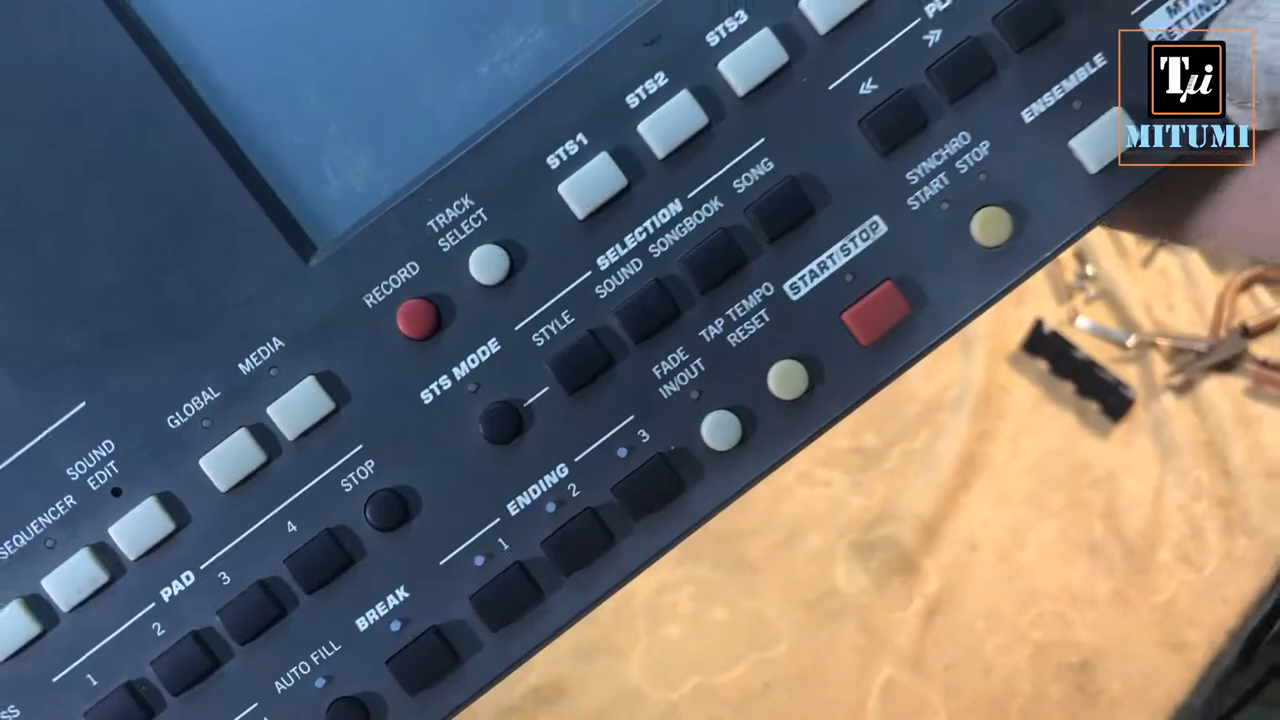 STS3
STS2
STS1
ENSEMBLE
SYNCHRO
START STOP
TRACK
SELECT
RECORD
SELECTION
STYLE
SOUND
SONGBOOK
SONG
START/STOP
TAP TEMPO
RESET
FADE
IN/OUT
STS MODE
MEDIA
GLOBAL
SOUND
EDIT
SEQUENCER
STOP
PAD
1
2
3
4
ENDING
1
2
3
BREAK
AUTO FILL
Tμi
MITUMI